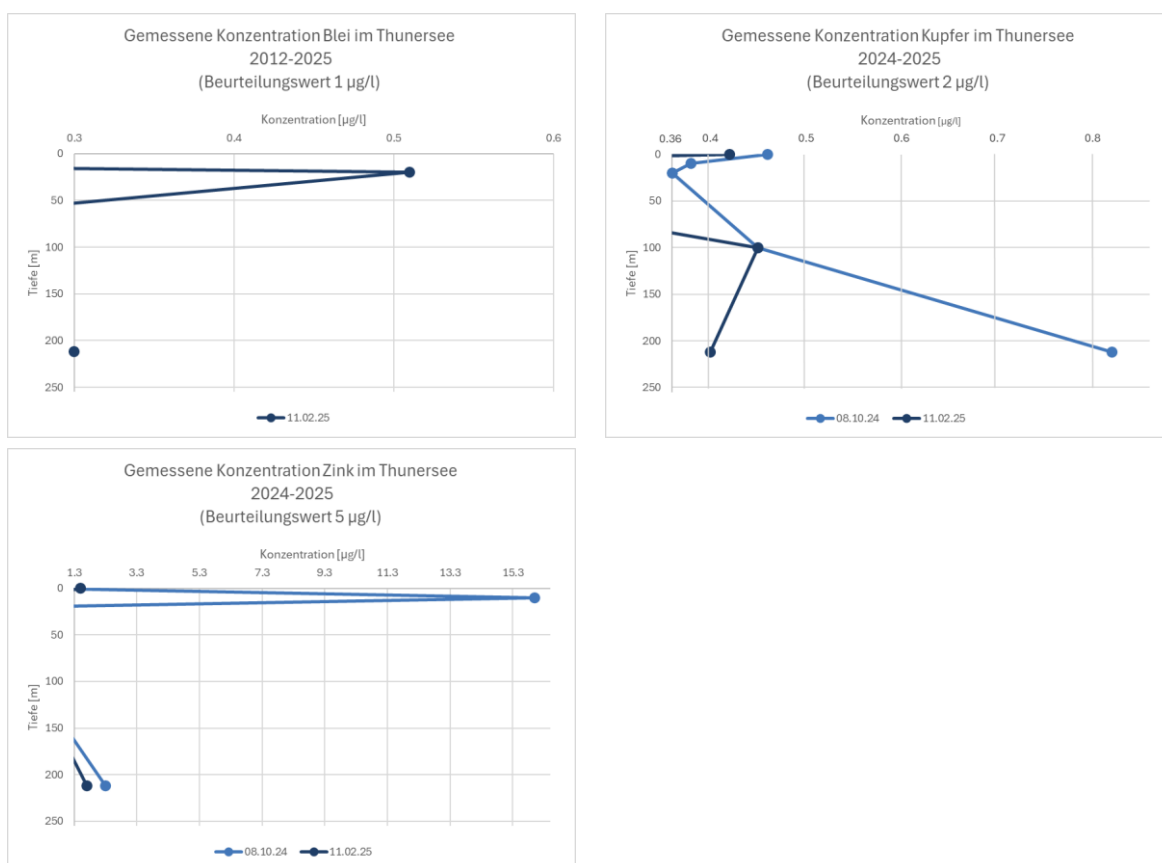 Gemessene Konzentration Blei im Thunersee
2012-2025
(Beurteilungswert 1 µg/l)
Konzentration [µg/l]
0.3 0.4 0.5 0.6
0
50
100
150
200
250
Tiefe [m]
11.02.25
Gemessene Konzentration Kupfer im Thunersee
2024-2025
(Beurteilungswert 2 µg/l)
Konzentration [µg/l]
0.36 0.4 0.5 0.6 0.7 0.8
0
50
100
150
200
250
Tiefe [m]
08.10.24 11.02.25
Gemessene Konzentration Zink im Thunersee
2024-2025
(Beurteilungswert 5 µg/l)
Konzentration [µg/l]
1.3 3.3 5.3 7.3 9.3 11.3 13.3 15.3
0
50
100
150
200
250
Tiefe [m]
08.10.24 11.02.25